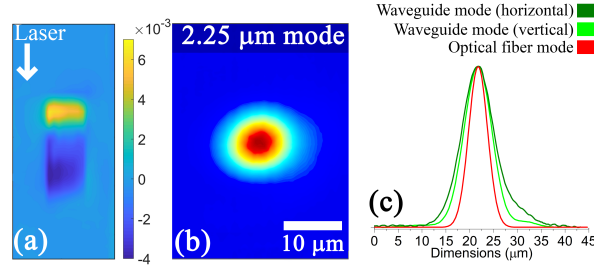 Laser
×10⁻³
6
4
2
0
-2
-4
(a)
2.25 μm mode
10 μm
(b)
Waveguide mode (horizontal)
Waveguide mode (vertical)
Optical fiber mode
(c)
0 5 10 15 20 25 30 35 40 45
Dimensions (μm)